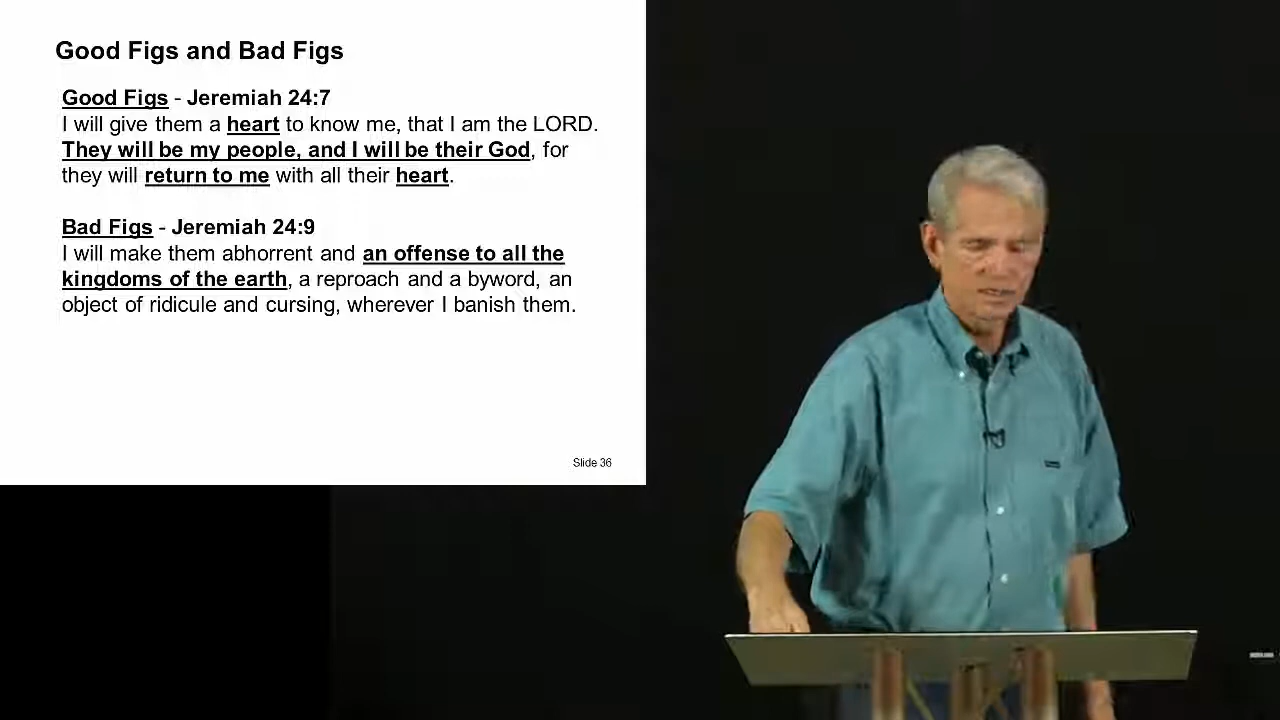 Good Figs and Bad Figs
Good Figs - Jeremiah 24:7
I will give them a heart to know me, that I am the LORD.
They will be my people, and I will be their God, for
they will return to me with all their heart.
Bad Figs - Jeremiah 24:9
I will make them abhorrent and an offense to all the
kingdoms of the earth, a reproach and a byword, an
object of ridicule and cursing, wherever I banish them.
Slide 36